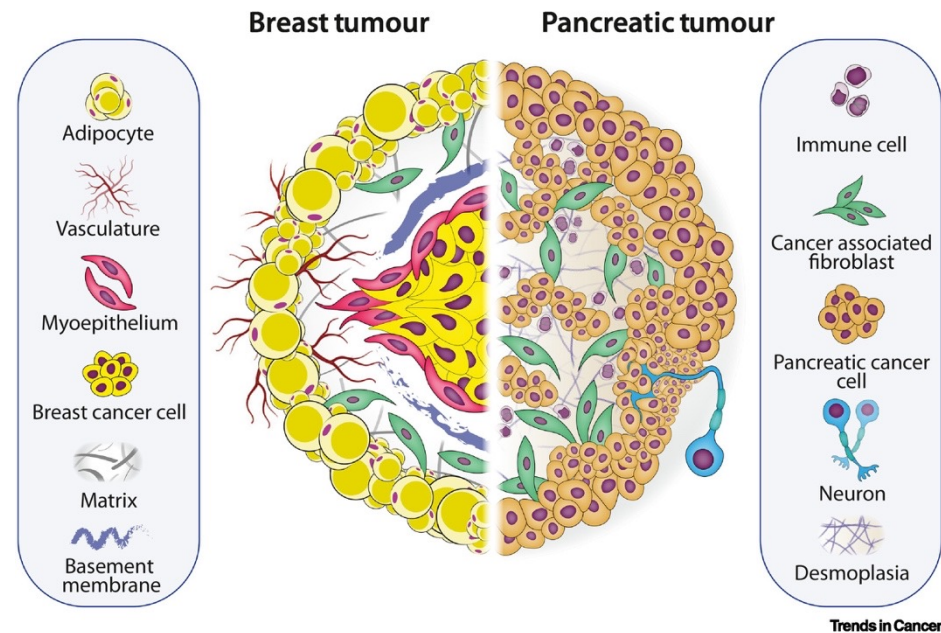 Breast tumour
Pancreatic tumour
Adipocyte
Vasculature
Myoepithelium
Breast cancer cell
Matrix
Basement
membrane
Immune cell
Cancer associated
fibroblast
Pancreatic cancer
cell
Neuron
Desmoplasia
Trends in Cancer